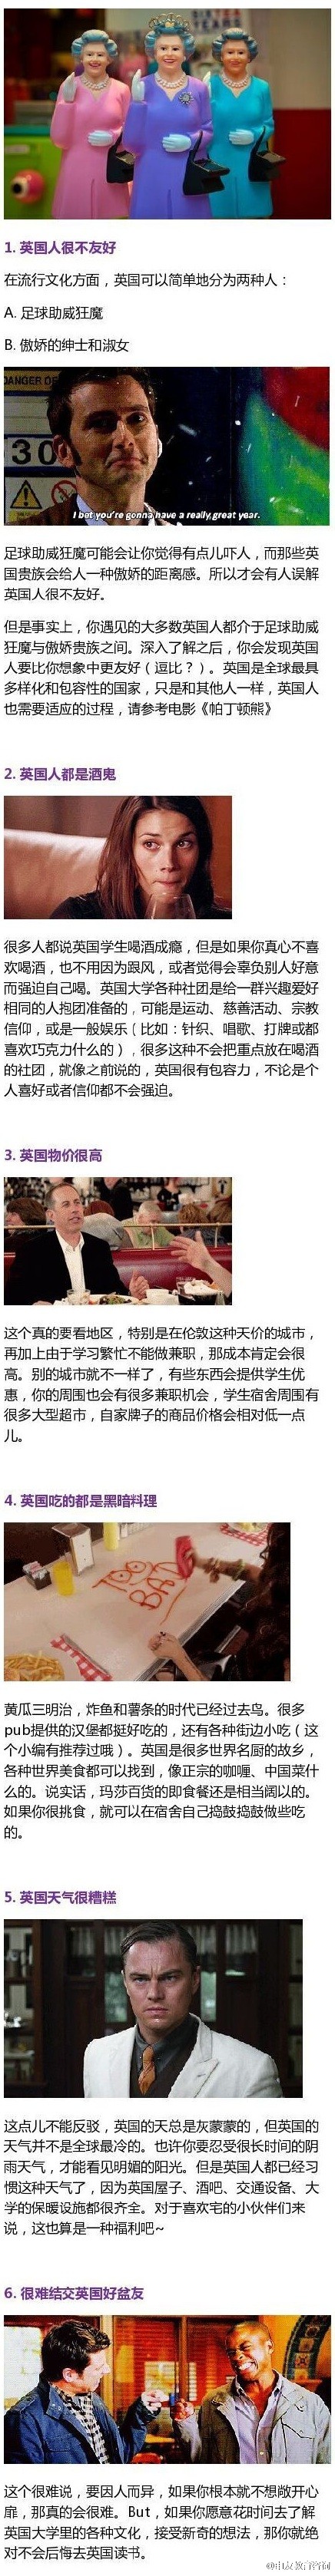 1. 英国人很不友好
在流行文化方面，英国可以简单地分为两种人：
A. 足球助威狂魔
B. 傲娇的绅士和淑女
DANGER OF
30
I bet you're gonna have a really great year.
足球助威狂魔可能会让你觉得有点儿吓人，而那些英
国贵族会给人一种傲娇的距离感。所以才会有人误解
英国人很不友好。
但是事实上，你遇见的大多数英国人都介于足球助威
狂魔与傲娇贵族之间。深入了解之后，你会发现英国
人要比你想象中更友好（逗比？）。英国是全球最具
多样化和包容性的国家，只是和其他人一样，英国人
也需要适应的过程，请参考电影《帕丁顿熊》
2. 英国人都是酒鬼
很多人都说英国学生喝酒成瘾，但是如果你真心不喜
欢喝酒，也不用因为跟风，或者觉得会辜负别人好意
而强迫自己喝。英国大学各种社团是给一群兴趣爱好
相同的人抱团准备的，可能是运动、慈善活动、宗教
信仰，或是一般娱乐（比如：针织、唱歌、打牌或都
喜欢巧克力什么的），很多这种不会把重点放在喝酒
的社团，就像之前说的，英国很有包容力，不论是个
人喜好或者信仰都不会强迫。
3. 英国物价很高
这个真的要看地区，特别是在伦敦这种天价的城市，
再加上由于学习繁忙不能做兼职，那成本肯定会很
高。别的城市就不一样了，有些东西会提供学生优
惠，你的周围也会有很多兼职机会，学生宿舍周围有
很多大型超市，自家牌子的商品价格会相对低一点
儿。
4. 英国吃的都是黑暗料理
TOO
BAD
黄瓜三明治，炸鱼和薯条的时代已经过去鸟。很多
pub提供的汉堡都挺好吃的，还有各种街边小吃（这
个小编有推荐过哦）。英国是很多世界名厨的故乡，
各种世界美食都可以找到，像正宗的咖喱、中国菜什
么的。说实话，玛莎百货的即食餐还是相当阔以的。
如果你很挑食，就可以在宿舍自己捣鼓捣鼓做些吃
的。
5. 英国天气很糟糕
这点儿不能反驳，英国的天总是灰蒙蒙的，但英国的
天气并不是全球最冷的。也许你要忍受很长时间的阴
雨天气，才能看见明媚的阳光。但是英国人都已经习
惯这种天气了，因为英国屋子、酒吧、交通设备、大
学的保暖设施都很齐全。对于喜欢宅的小伙伴们来
说，这也算是一种福利吧~
6. 很难结交英国好盆友
这个很难说，要因人而异，如果你根本就不想敞开心
扉，那真的会很难。But，如果你愿意花时间去了解
英国大学里的各种文化，接受新奇的想法，那你就绝
对不会后悔去英国读书。